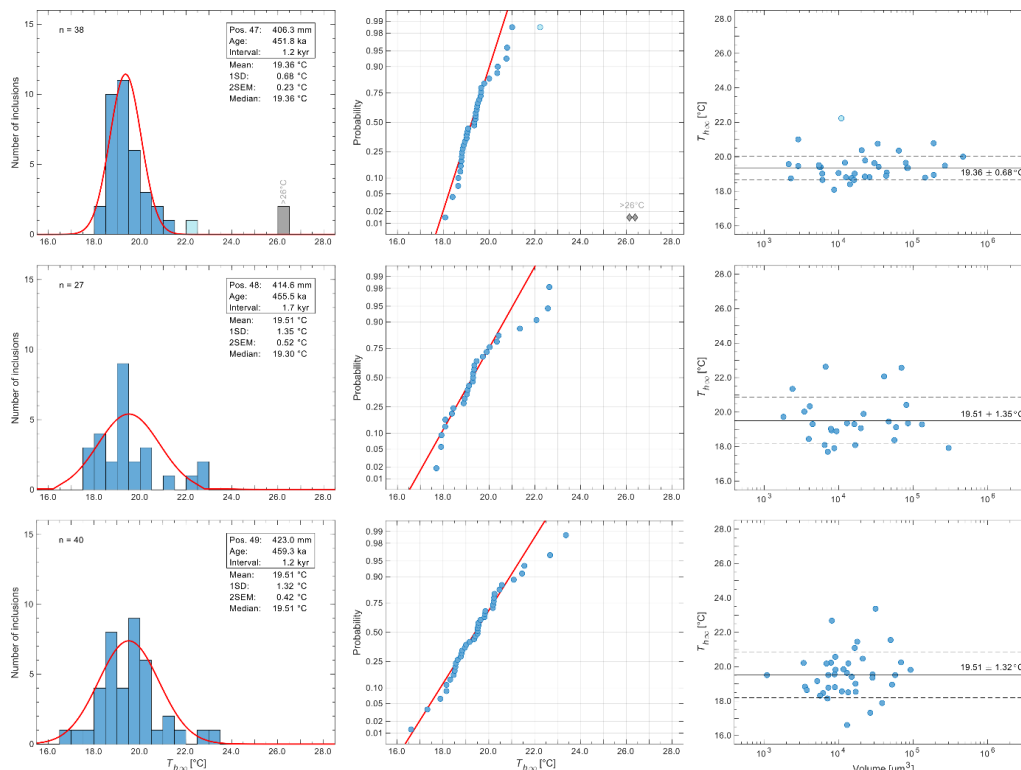 n = 38
Pos. 47: 406.3 mm
Age: 451.8 ka
Interval: 1.2 kyr
Mean: 19.36 °C
1SD: 0.68 °C
2SEM: 0.23 °C
Median: 19.36 °C
>26°C
Number of inclusions
15
10
5
0
16.0 18.0 20.0 22.0 24.0 26.0 28.0
Probability
0.99
0.98
0.95
0.90
0.75
0.50
0.25
0.10
0.05
0.02
0.01
>26°C
16.0 18.0 20.0 22.0 24.0 26.0 28.0
T h∞ [°C]
28.0
26.0
24.0
22.0
20.0
18.0
16.0
19.36 ± 0.68 °C
10³ 10⁴ 10⁵ 10⁶
n = 27
Pos. 48: 414.6 mm
Age: 455.5 ka
Interval: 1.7 kyr
Mean: 19.51 °C
1SD: 1.35 °C
2SEM: 0.52 °C
Median: 19.30 °C
Number of inclusions
15
10
5
0
16.0 18.0 20.0 22.0 24.0 26.0 28.0
Probability
0.99
0.98
0.95
0.90
0.75
0.50
0.25
0.10
0.05
0.02
0.01
16.0 18.0 20.0 22.0 24.0 26.0 28.0
T h∞ [°C]
28.0
26.0
24.0
22.0
20.0
18.0
16.0
19.51 ± 1.35 °C
10³ 10⁴ 10⁵ 10⁶
n = 40
Pos. 49: 423.0 mm
Age: 459.3 ka
Interval: 1.2 kyr
Mean: 19.51 °C
1SD: 1.32 °C
2SEM: 0.42 °C
Median: 19.51 °C
Number of inclusions
15
10
5
0
16.0 18.0 20.0 22.0 24.0 26.0 28.0
T h∞ [°C]
Probability
0.99
0.98
0.95
0.90
0.75
0.50
0.25
0.10
0.05
0.02
0.01
16.0 18.0 20.0 22.0 24.0 26.0 28.0
T h∞ [°C]
T h∞ [°C]
28.0
26.0
24.0
22.0
20.0
18.0
16.0
19.51 ± 1.32 °C
10³ 10⁴ 10⁵ 10⁶
Volume [µm³]